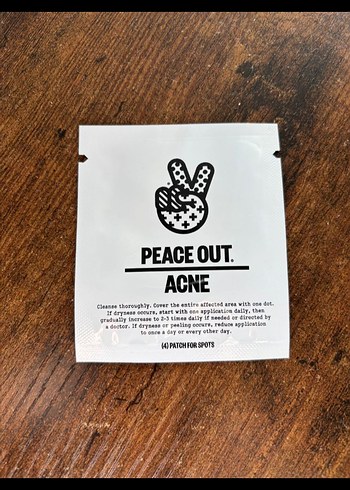 PEACE OUT.
ACNE
Cleanse thoroughly. Cover the entire affected area with one dot.
If dryness occurs, start with one application daily, then
gradually increase to 2-3 times daily if needed or directed by
a doctor. If dryness or peeling occurs, reduce application
to once a day or every other day.
(4) PATCH FOR SPOTS